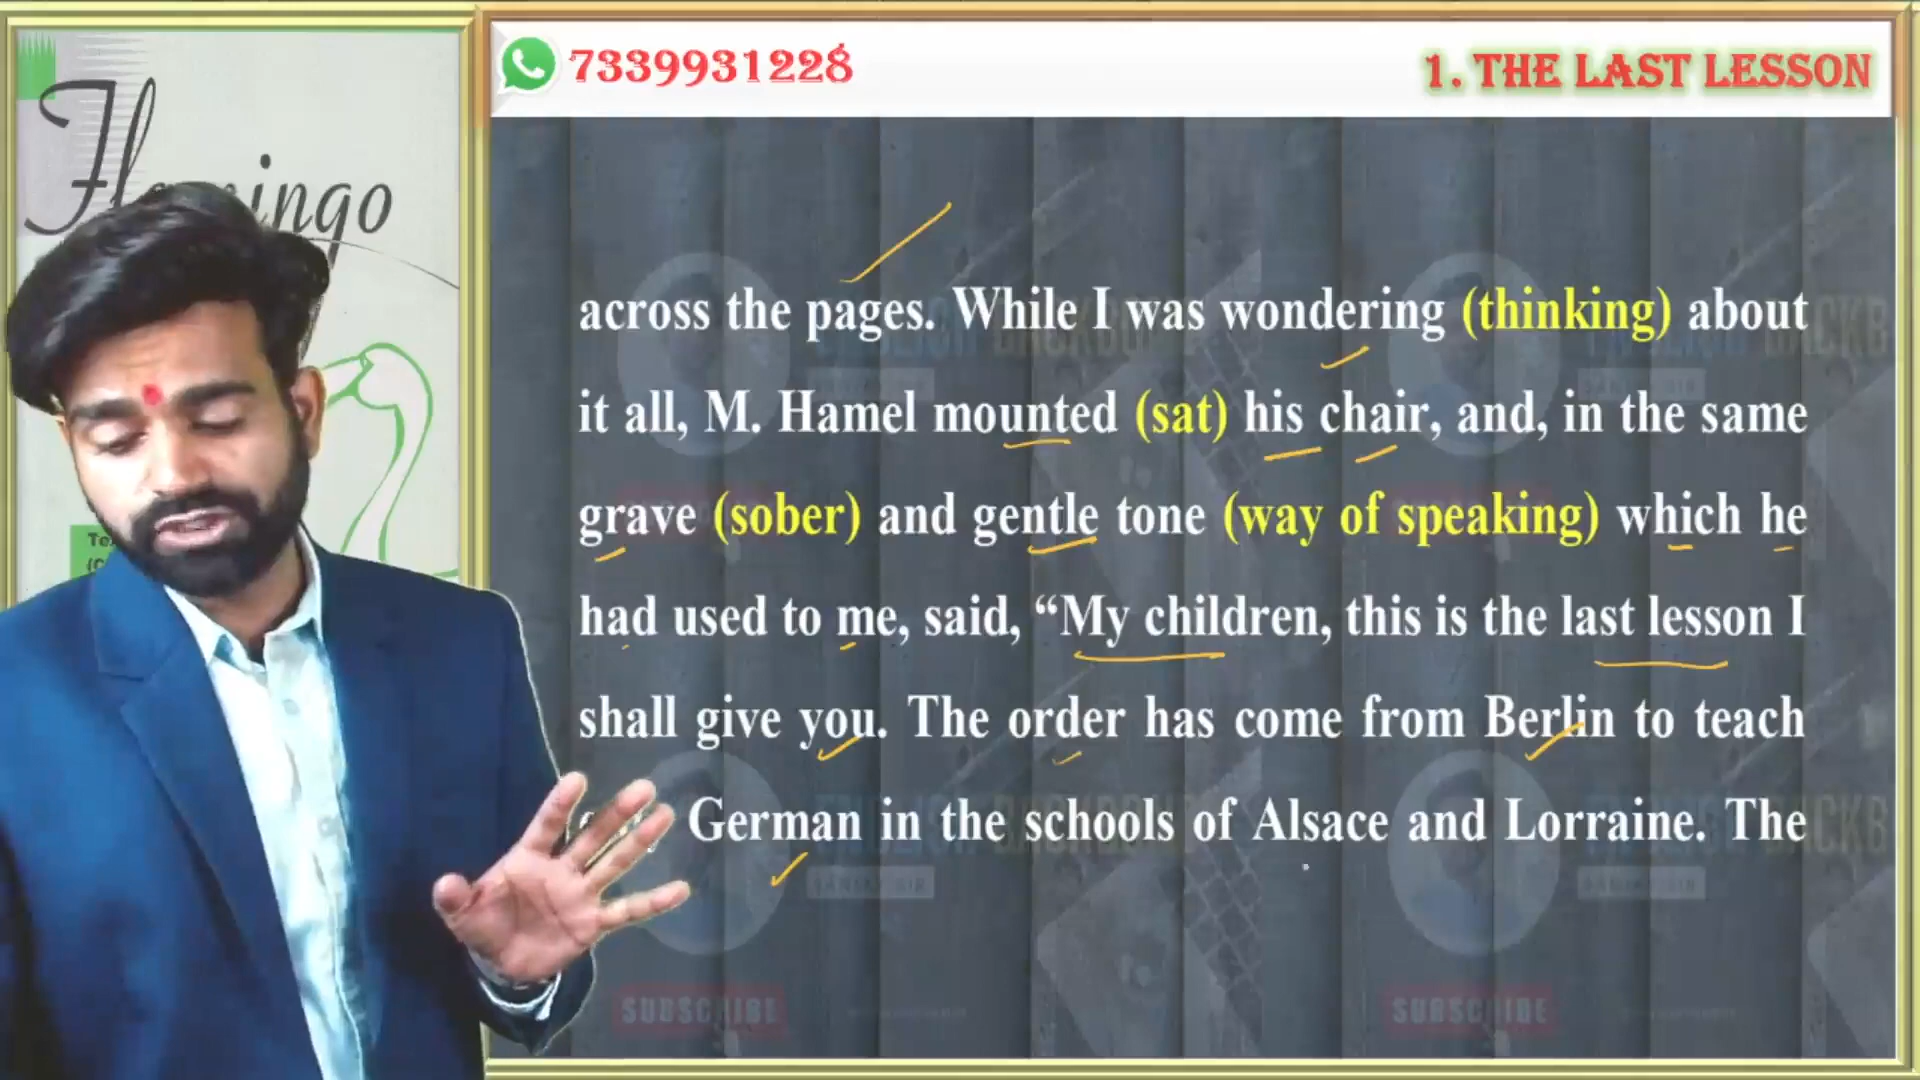 Flamingo
7339931228
1. THE LAST LESSON
across the pages. While I was wondering (thinking) about
it all, M. Hamel mounted (sat) his chair, and, in the same
grave (sober) and gentle tone (way of speaking) which he
had used to me, said, “My children, this is the last lesson I
shall give you. The order has come from Berlin to teach
German in the schools of Alsace and Lorraine. The
SUBSCRIBE
SUBSCRIBE